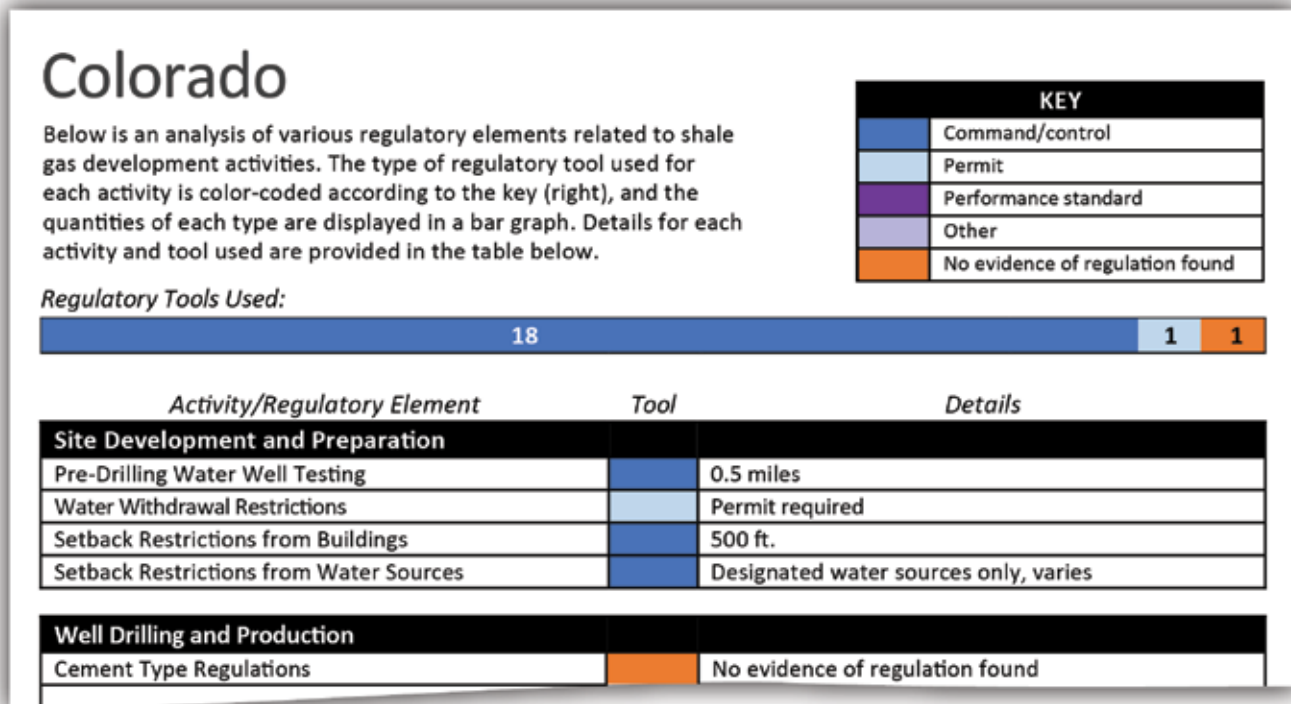 Colorado
Below is an analysis of various regulatory elements related to shale
gas development activities. The type of regulatory tool used for
each activity is color-coded according to the key (right), and the
quantities of each type are displayed in a bar graph. Details for each
activity and tool used are provided in the table below.
KEY
Command/control
Permit
Performance standard
Other
No evidence of regulation found
Regulatory Tools Used:
18 1 1
Activity/Regulatory Element Tool Details
Site Development and Preparation
Pre-Drilling Water Well Testing 0.5 miles
Water Withdrawal Restrictions Permit required
Setback Restrictions from Buildings 500 ft.
Setback Restrictions from Water Sources Designated water sources only, varies
Well Drilling and Production
Cement Type Regulations No evidence of regulation found